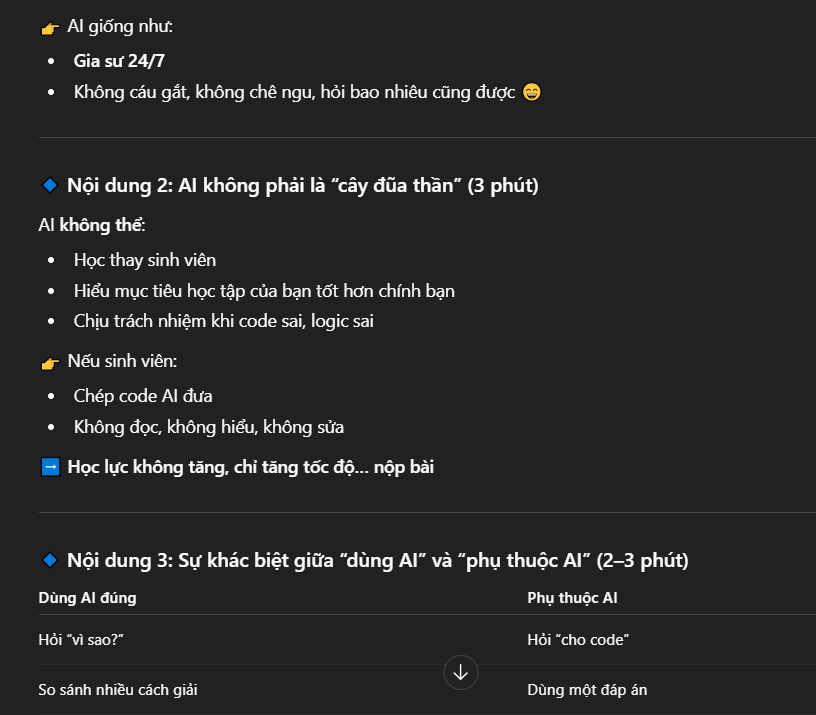 👉 AI giống như:
• Gia sư 24/7
• Không cáu gắt, không chê ngu, hỏi bao nhiêu cũng được 😄
🔹 Nội dung 2: AI không phải là “cây đũa thần” (3 phút)
AI không thể:
• Học thay sinh viên
• Hiểu mục tiêu học tập của bạn tốt hơn chính bạn
• Chịu trách nhiệm khi code sai, logic sai
👉 Nếu sinh viên:
• Chép code AI đưa
• Không đọc, không hiểu, không sửa
➡️ Học lực không tăng, chỉ tăng tốc độ… nộp bài
🔹 Nội dung 3: Sự khác biệt giữa “dùng AI” và “phụ thuộc AI” (2–3 phút)
Dùng AI đúng Phụ thuộc AI
Hỏi “vì sao?” Hỏi “cho code”
So sánh nhiều cách giải Dùng một đáp án